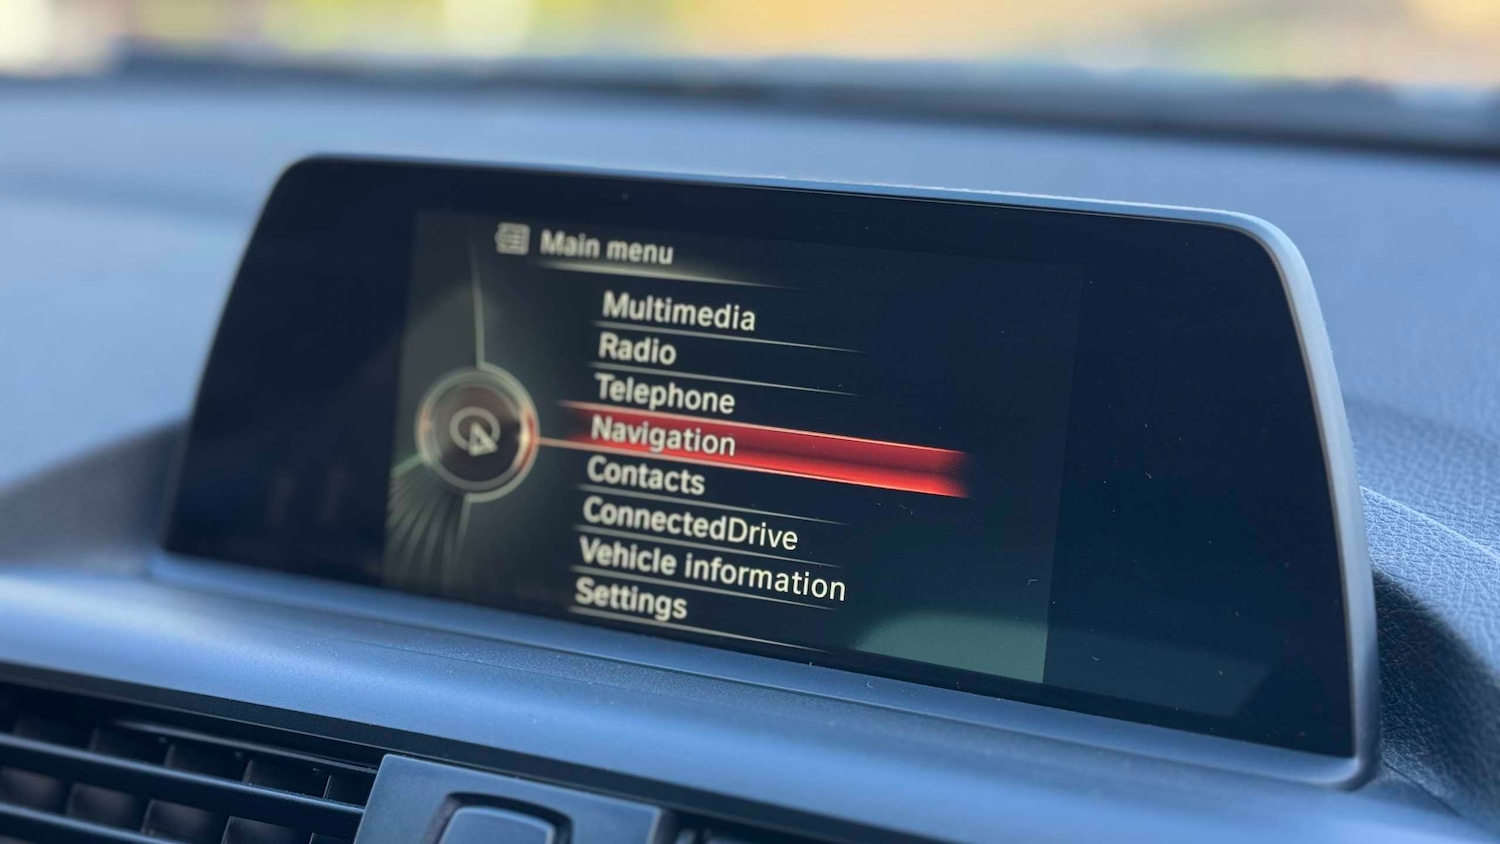 Main menu
Multimedia
Radio
Telephone
Navigation
Contacts
ConnectedDrive
Vehicle information
Settings